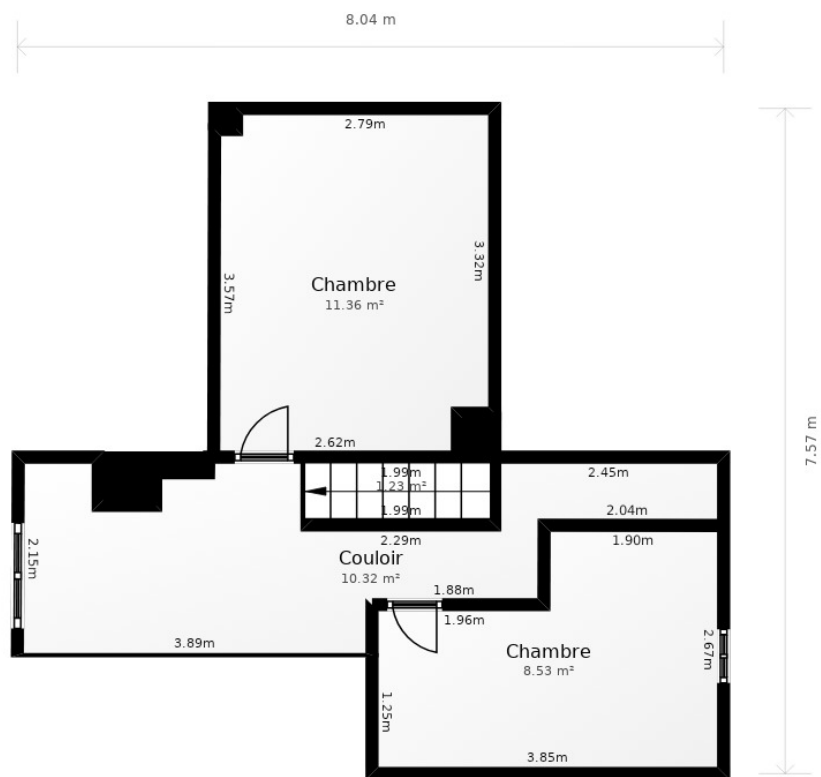 8.04 m
2.79m
3.57m
3.32m
Chambre
11.36 m²
7.57 m
2.62m
1.99m
1.23 m²
1.99m
2.45m
2.04m
2.29m
1.90m
2.15m
Couloir
10.32 m²
1.88m
1.96m
3.89m
Chambre
8.53 m²
2.67m
1.25m
3.85m